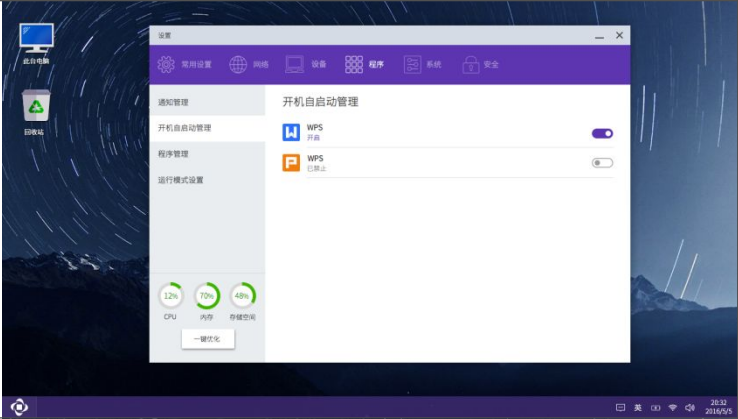 此台电脑
回收站
设置
常用设置
网络
设备
程序
系统
安全
通知管理
开机自启动管理
程序管理
运行模式设置
开机自启动管理
WPS
开启
WPS
已禁止
12%
70%
48%
CPU
内存
存储空间
一键优化
英
20:32
2016/5/5